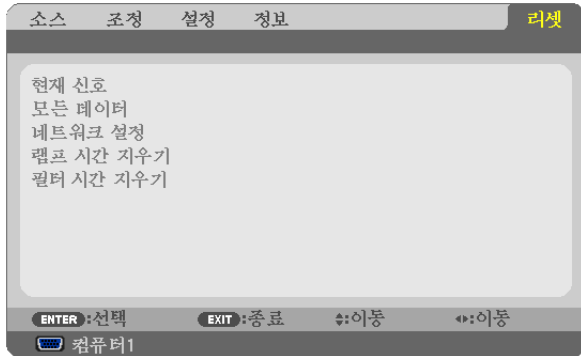 소스 조정 설정 정보 리셋
현재 신호
모든 데이터
네트워크 설정
램프 시간 지우기
필터 시간 지우기
ENTER :선택 EXIT :종료 :이동 :이동
컴퓨터1